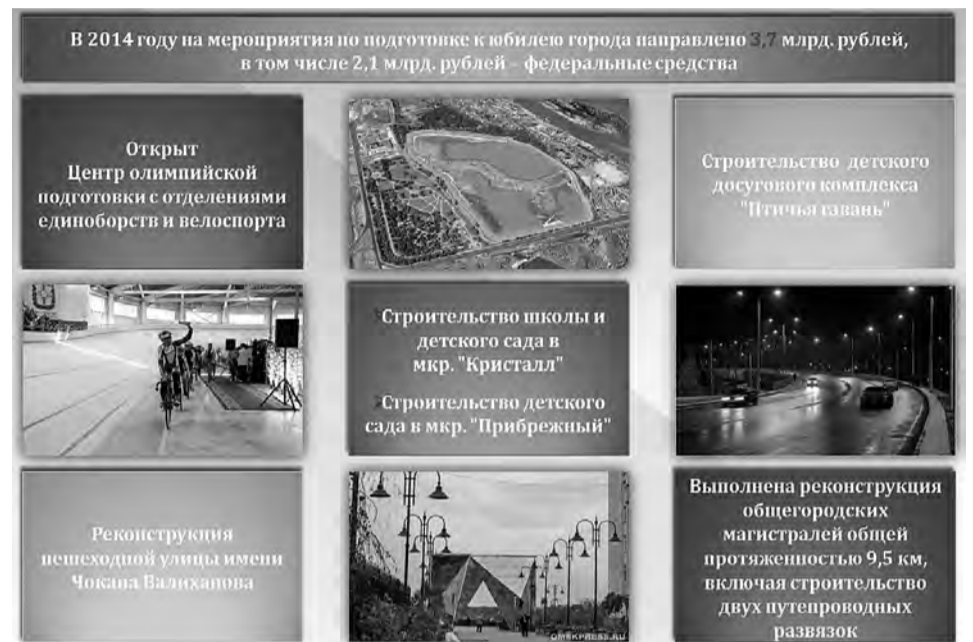 В 2014 году на мероприятия по подготовке к юбилею города направлено 3,7 млрд. рублей,
в том числе 2,1 млрд. рублей – федеральные средства
Открыт
Центр олимпийской
подготовки с отделениями
единоборств и велоспорта
Строительство детского
досугового комплекса
"Птичья гавань"
Строительство школы и
детского сада в
мкр. "Кристалл"
Строительство детского
сада в мкр. "Прибрежный"
Реконструкция
пешеходной улицы имени
Чокана Валиханова
OMSKPRESS.RU
Выполнена реконструкция
общегородских
магистралей общей
протяженностью 9,5 км,
включая строительство
двух путепроводных
развязок